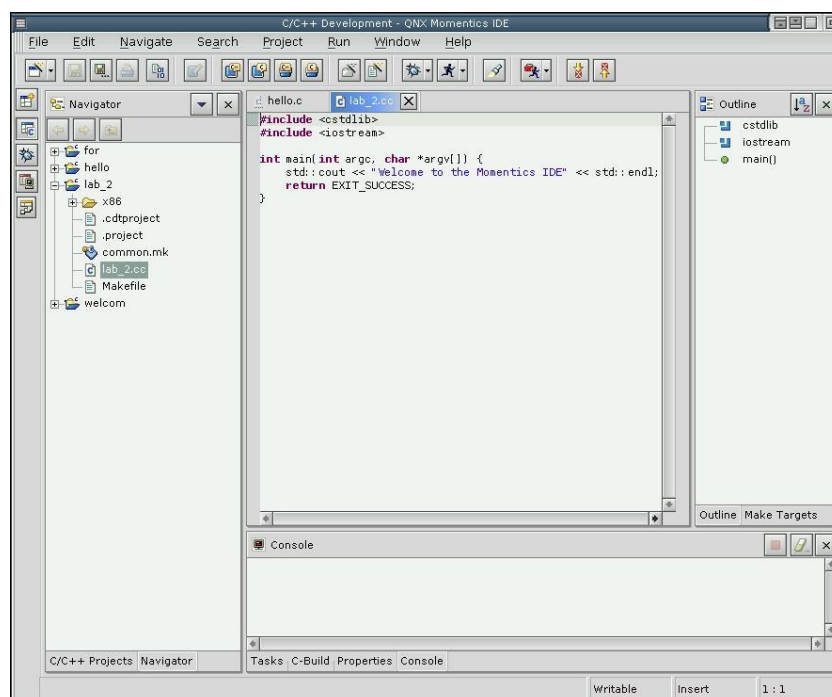 C/C++ Development - QNX Momentics IDE
File Edit Navigate Search Project Run Window Help
Navigator
for
hello
lab_2
x86
.cdtproject
.project
common.mk
lab_2.cc
Makefile
welcom
C/C++ Projects Navigator
hello.c lab_2.cc
#include <cstdlib>
#include <iostream>
int main(int argc, char *argv[]) {
std::cout << "Welcome to the Momentics IDE" << std::endl;
return EXIT_SUCCESS;
}
Outline
cstdlib
iostream
main()
Outline Make Targets
Console
Tasks C-Build Properties Console
Writable Insert 1:1